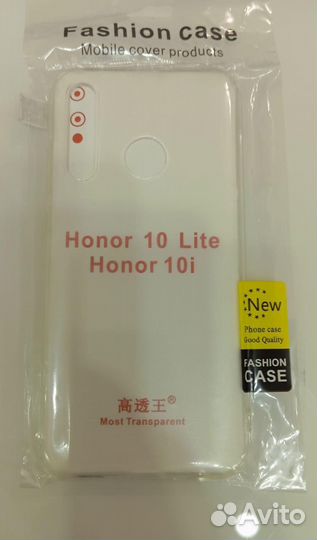 Fashion Case
Mobile cover products
Honor 10 Lite
Honor 10i
New
Phone case
Good Quality
FASHION
CASE
高透王®
Most Transparent
Avito